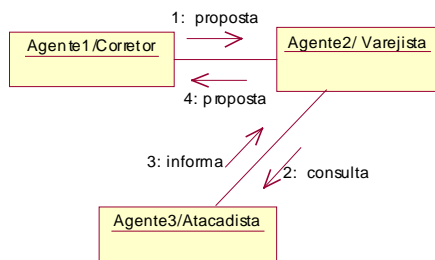 1: proposta
Agente1/Corretor
Agente2/ Varejista
4: proposta
3: informa
2: consulta
Agente3/Atacadista